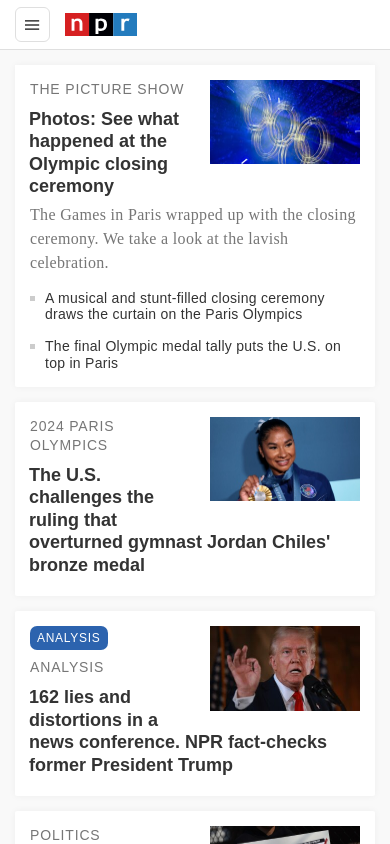 npr
THE PICTURE SHOW
Photos: See what
happened at the
Olympic closing
ceremony
The Games in Paris wrapped up with the closing
ceremony. We take a look at the lavish
celebration.
A musical and stunt-filled closing ceremony
draws the curtain on the Paris Olympics
The final Olympic medal tally puts the U.S. on
top in Paris
2024 PARIS
OLYMPICS
The U.S.
challenges the
ruling that
overturned gymnast Jordan Chiles'
bronze medal
ANALYSIS
ANALYSIS
162 lies and
distortions in a
news conference. NPR fact-checks
former President Trump
POLITICS